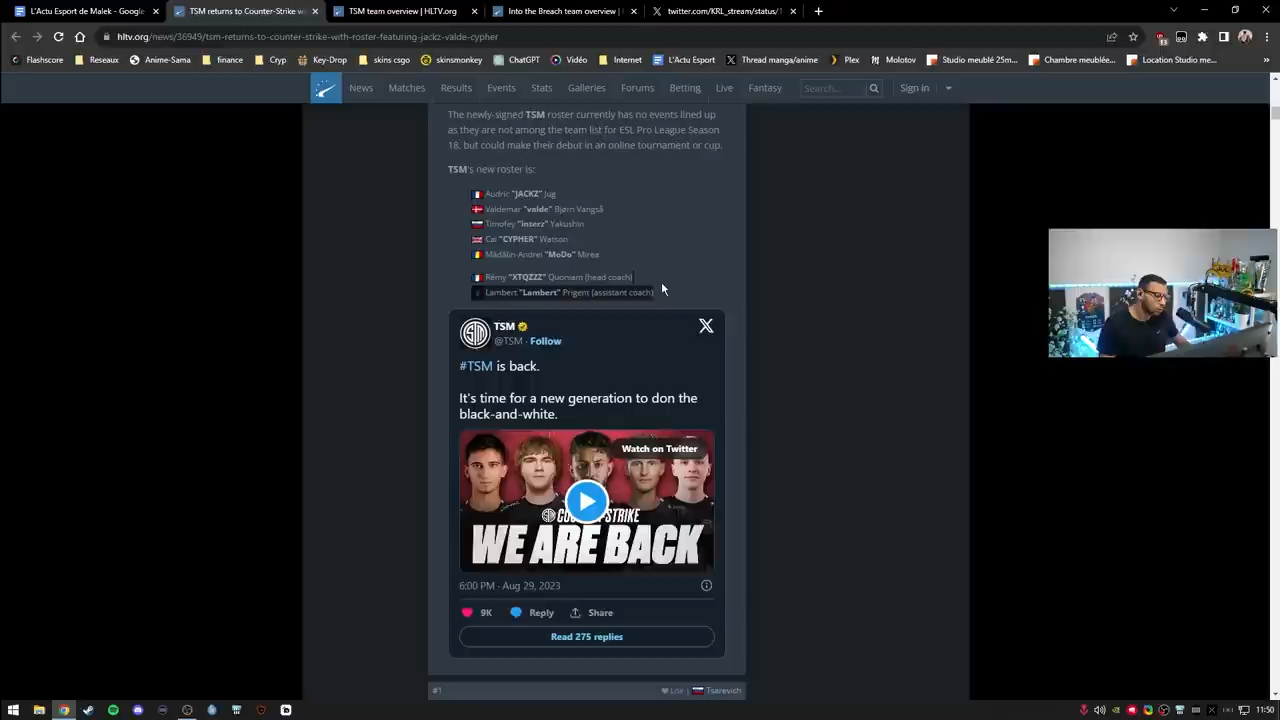 L'Actu Esport de Malek - Google
TSM returns to Counter-Strike w
TSM team overview | HLTV.org
Into the Breach team overview |
twitter.com/KRL_stream/status/1
hltv.org/news/36949/tsm-returns-to-counter-strike-with-roster-featuring-jackz-valde-cypher
Flashscore
Reseaux
Anime-Sama
finance
Cryp
Key-Drop
skins csgo
skinsmonkey
ChatGPT
Vidéo
Internet
L'Actu Esport
Thread manga/anime
Plex
Molotov
Studio meublé 25m...
Chambre meublée...
Location Studio me...
News
Matches
Results
Events
Stats
Galleries
Forums
Betting
Live
Fantasy
Search...
Sign in
The newly-signed TSM roster currently has no events lined up
as they are not among the team list for ESL Pro League Season
18, but could make their debut in an online tournament or cup.
TSM's new roster is:
Audric "JACKZ" Jug
Valdemar "valde" Bjørn Vangså
Timofey "interz" Yakushin
Cai "CYPHER" Watson
Mădălin-Andrei "MoDo" Mirea
Rémy "XTQZZZ" Quoniam (head coach)
Lambert "Lambert" Prigent (assistant coach)
TSM
@TSM · Follow
#TSM is back.
It's time for a new generation to don the
black-and-white.
Watch on Twitter
WE ARE BACK
6:00 PM · Aug 29, 2023
9K
Reply
Share
Read 275 replies
#1
Tsarevich
11:50